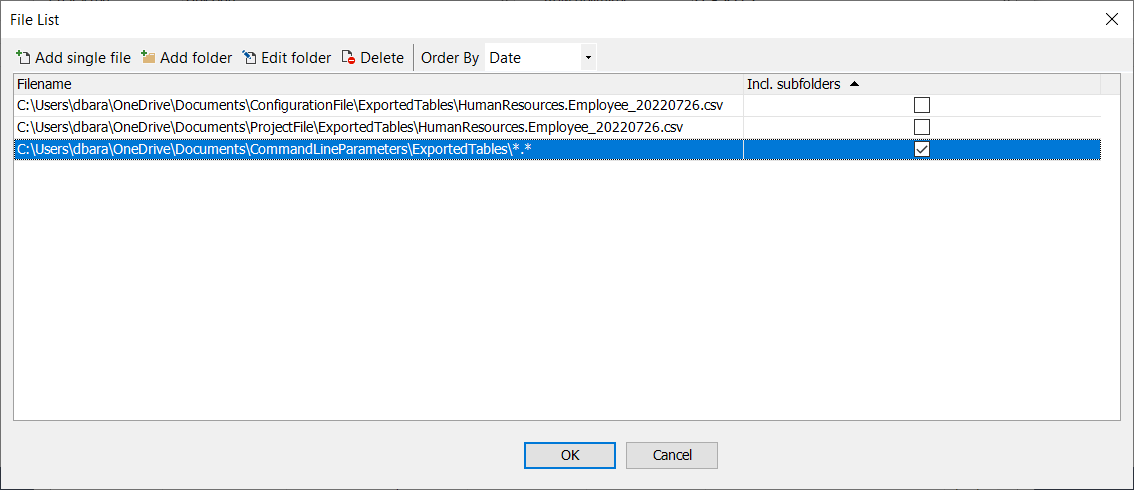 File List
Add single file Add folder Edit folder Delete Order By Date
Filename Incl. subfolders
C:\Users\dbara\OneDrive\Documents\ConfigurationFile\ExportedTables\HumanResources.Employee_20220726.csv
C:\Users\dbara\OneDrive\Documents\ProjectFile\ExportedTables\HumanResources.Employee_20220726.csv
C:\Users\dbara\OneDrive\Documents\CommandLineParameters\ExportedTables\*.*
OK Cancel